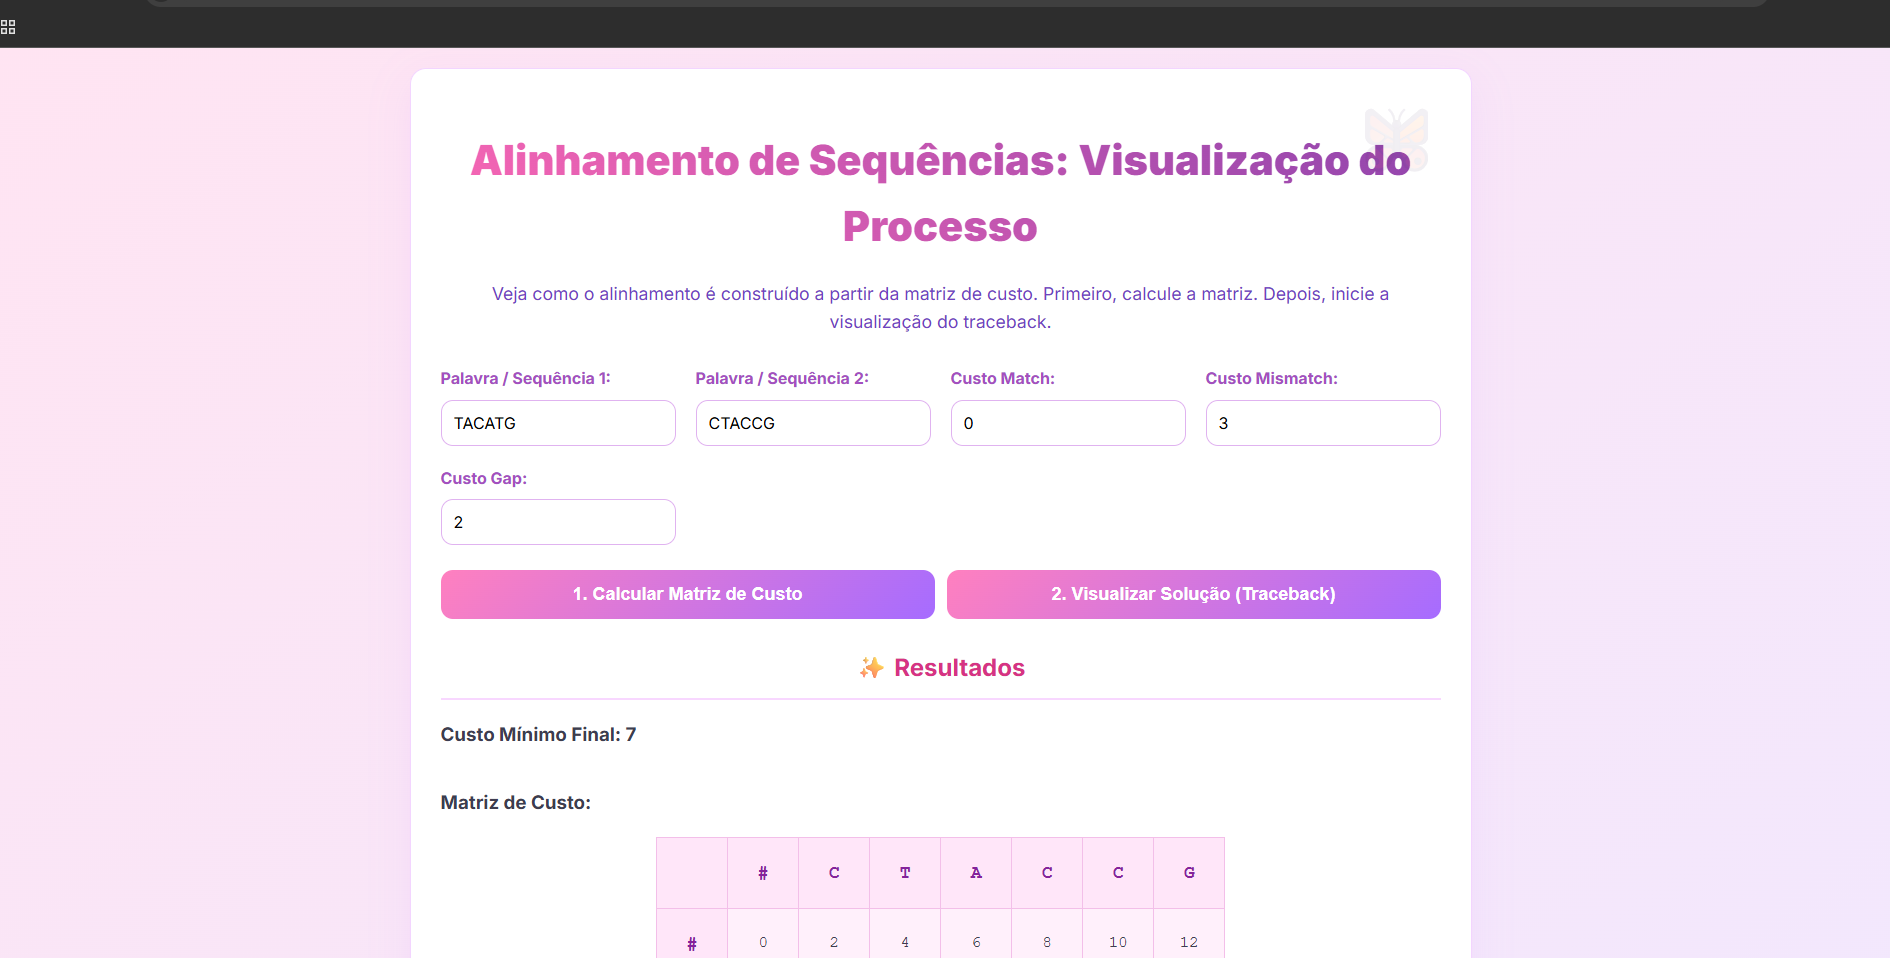 Alinhamento de Sequências: Visualização do
Processo
Veja como o alinhamento é construído a partir da matriz de custo. Primeiro, calcule a matriz. Depois, inicie a
visualização do traceback.
Palavra / Sequência 1: Palavra / Sequência 2: Custo Match: Custo Mismatch:
TACATG CTACCG 0 3
Custo Gap:
2
1. Calcular Matriz de Custo 2. Visualizar Solução (Traceback)
✨ Resultados
Custo Mínimo Final: 7
Matriz de Custo:
# C T A C C G
# 0 2 4 6 8 10 12